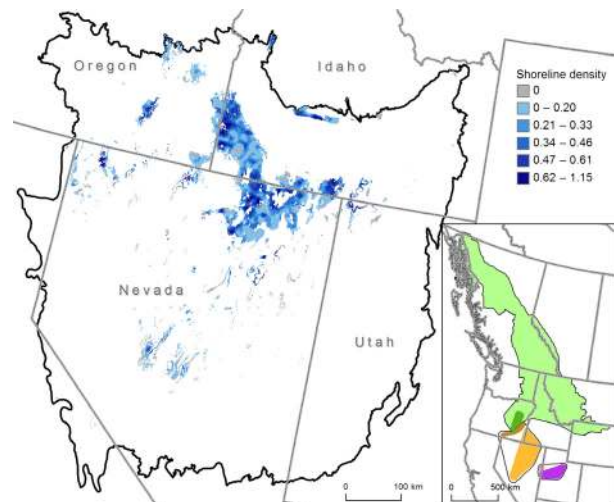 Oregon
Idaho
Shoreline density
0
0 – 0.20
0.21 – 0.33
0.34 – 0.46
0.47 – 0.61
0.62 – 1.15
Nevada
Utah
0 100 km
0 500 km